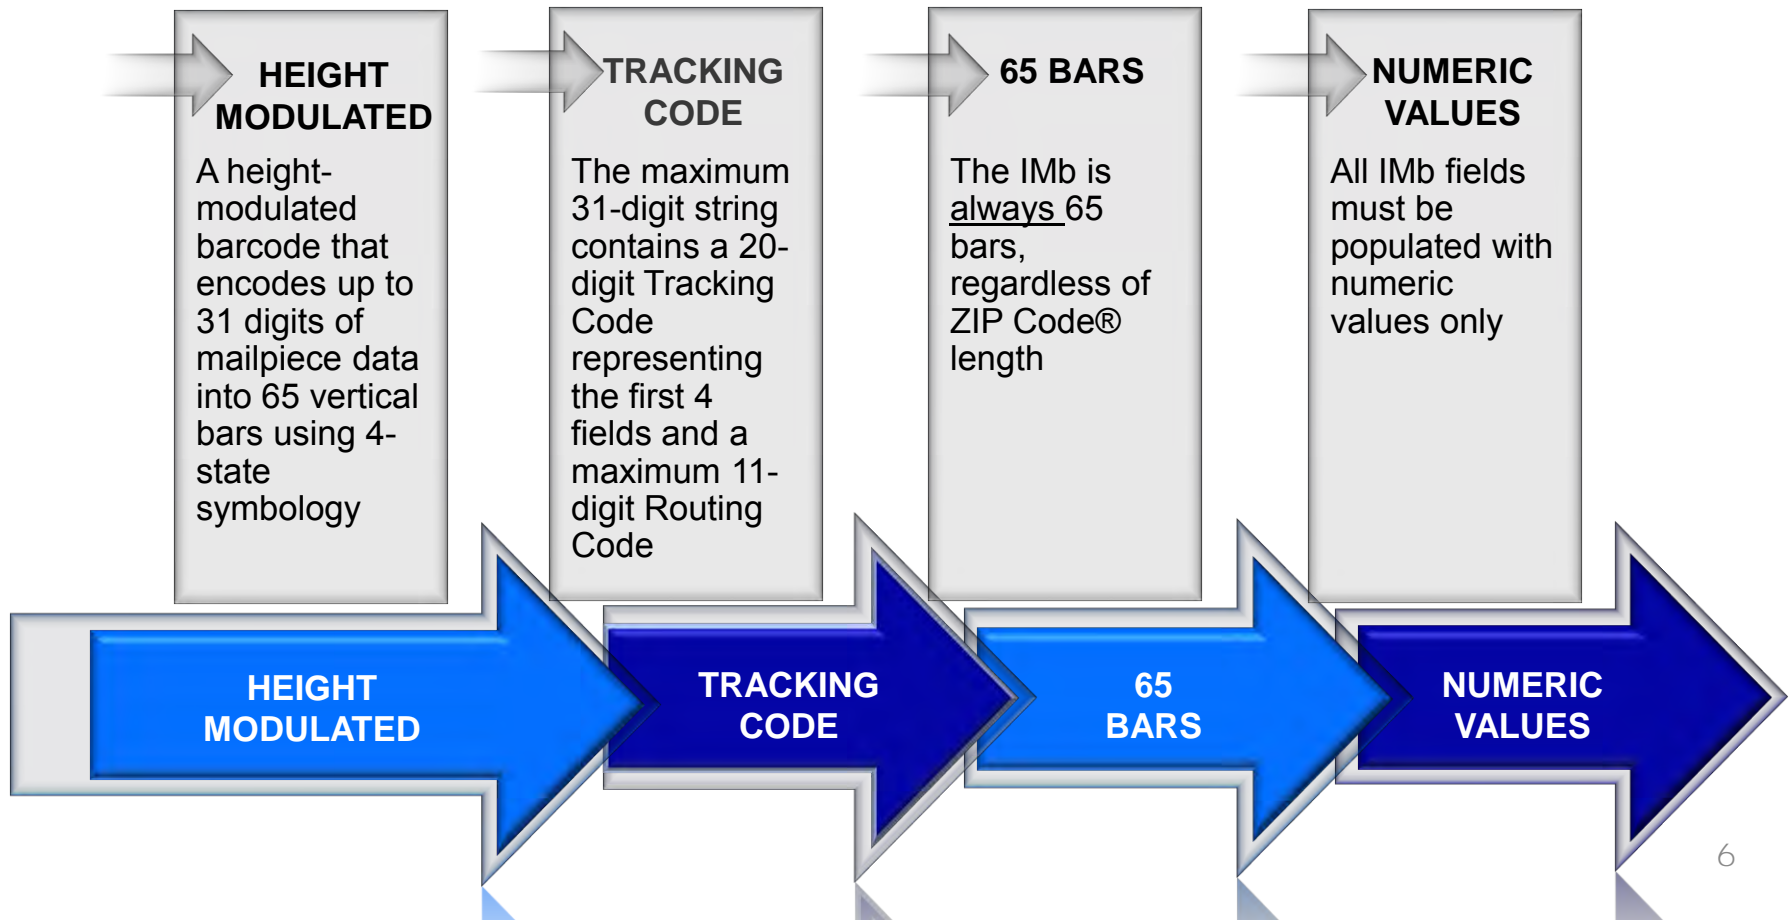 HEIGHT
MODULATED
A height-
modulated
barcode that
encodes up to
31 digits of
mailpiece data
into 65 vertical
bars using 4-
state
symbology
TRACKING
CODE
The maximum
31-digit string
contains a 20-
digit Tracking
Code
representing
the first 4
fields and a
maximum 11-
digit Routing
Code
65 BARS
The IMb is
always 65
bars,
regardless of
ZIP Code®
length
NUMERIC
VALUES
All IMb fields
must be
populated with
numeric
values only
HEIGHT
MODULATED
TRACKING
CODE
65
BARS
NUMERIC
VALUES
6